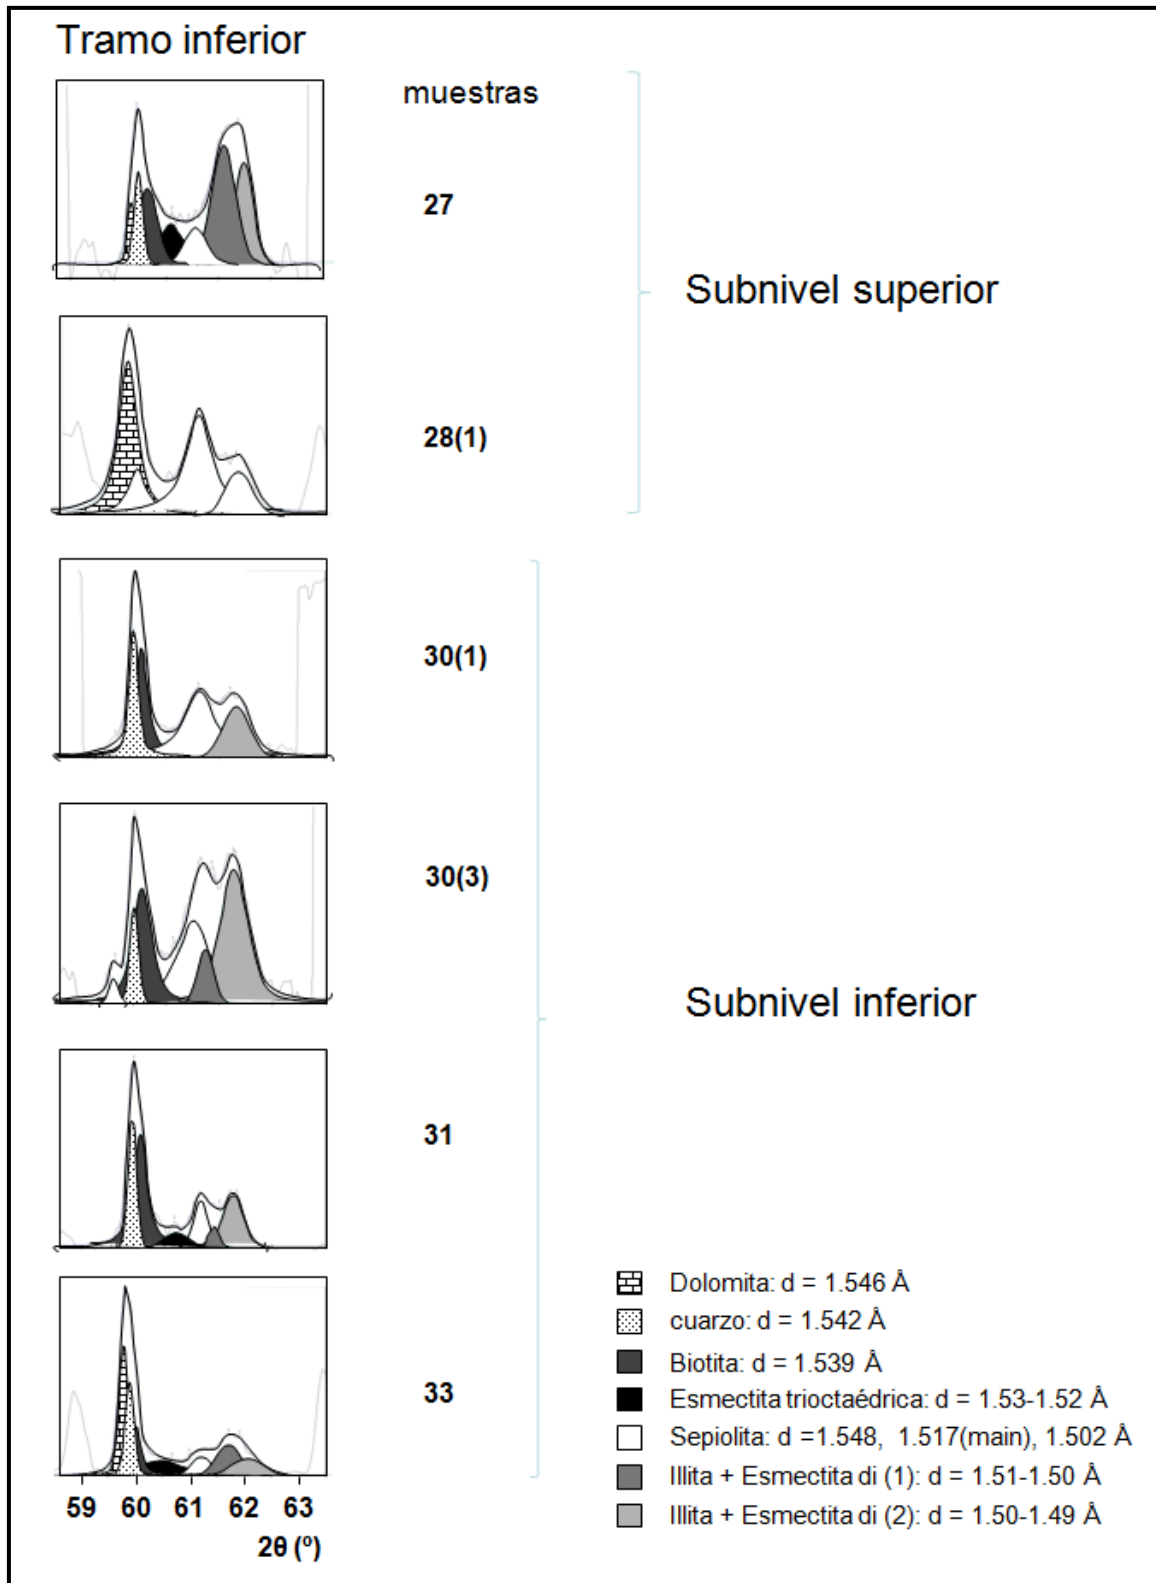 Tramo inferior
muestras
27
Subnivel superior
28(1)
30(1)
30(3)
Subnivel inferior
31
33
Dolomita: d = 1.546 Å
cuarzo: d = 1.542 Å
Biotita: d = 1.539 Å
Esmectita trioctaédrica: d = 1.53-1.52 Å
Sepiolita: d =1.548, 1.517(main), 1.502 Å
Illita + Esmectita di (1): d = 1.51-1.50 Å
Illita + Esmectita di (2): d = 1.50-1.49 Å
59 60 61 62 63
2θ (º)